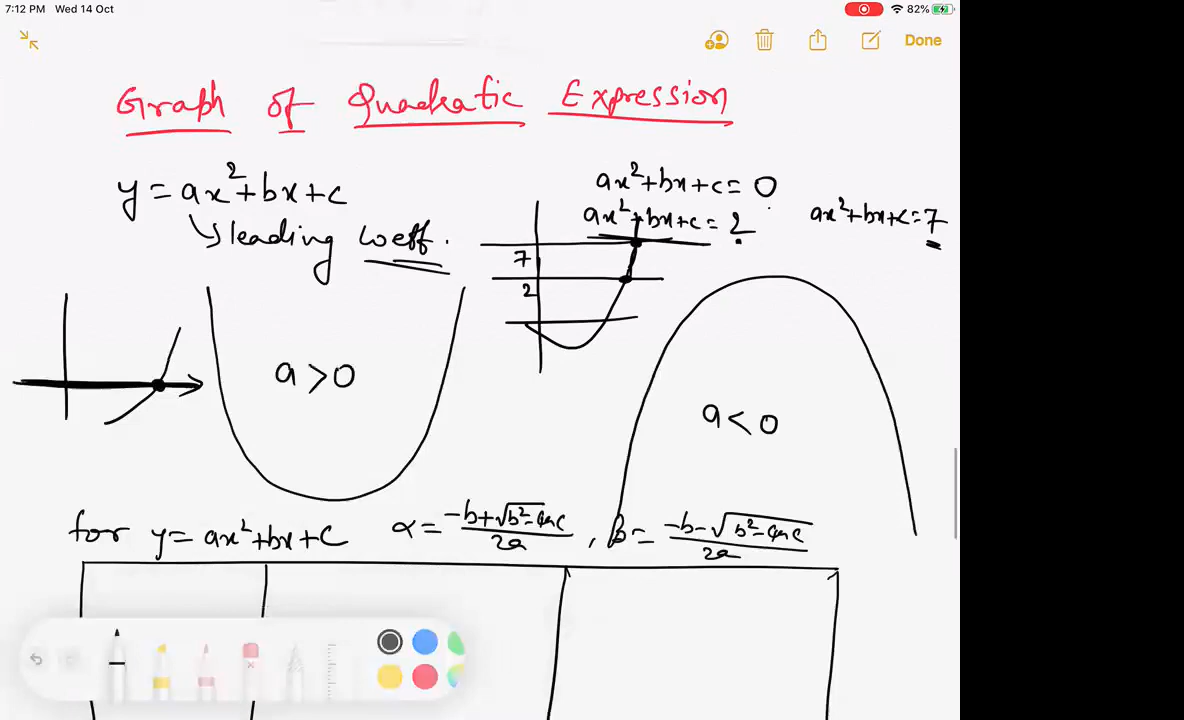 7:12 PM Wed 14 Oct
82%
Done
Graph of Quadratic Expression
y = ax²+bx+c
leading coeff.
ax²+bx+c = 0
ax²+bx+c = 2
ax²+bx+c = 7
7
2
a > 0
a < 0
for y = ax²+bx+c α = -b+√b²-4ac / 2a , β = -b-√b²-4ac / 2a